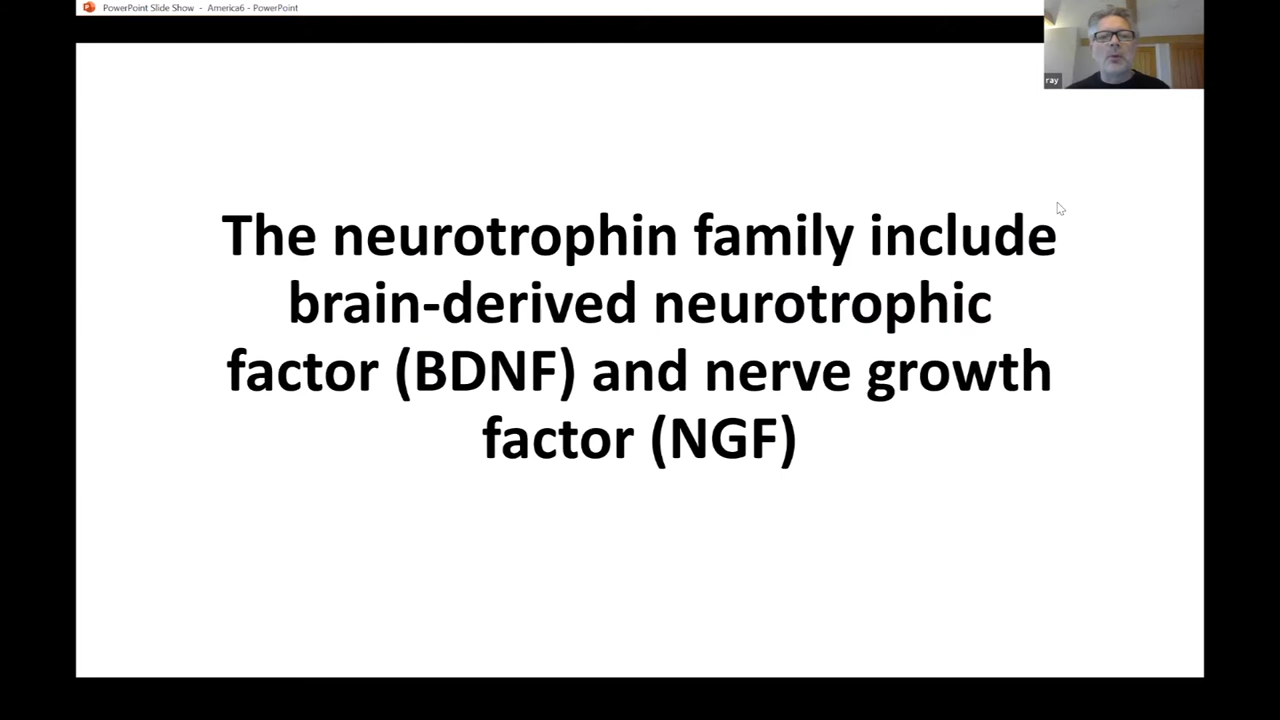 PowerPoint Slide Show - America6 - PowerPoint
ray
The neurotrophin family include
brain-derived neurotrophic
factor (BDNF) and nerve growth
factor (NGF)